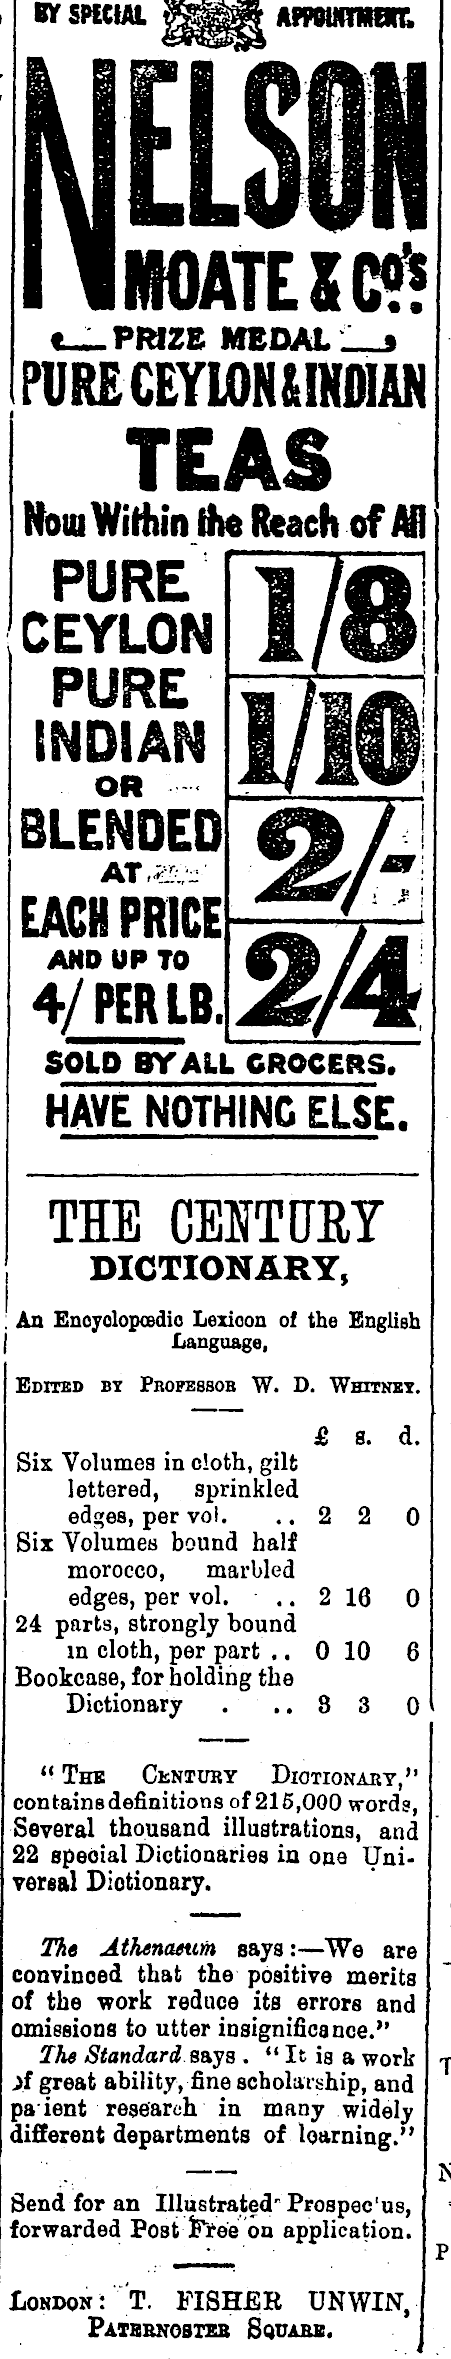 BY SPECIAL APPOINTMENT.
NELSON
MOATE & Co's
PRIZE MEDAL
PURE CEYLON & INDIAN
TEAS
Now Within the Reach of All
PURE
CEYLON
PURE
INDIAN
OR
BLENDED
AT
EACH PRICE
AND UP TO
4/ PER LB.
1/8
1/10
2/-
2/4
SOLD BY ALL GROCERS.
HAVE NOTHING ELSE.
THE CENTURY
DICTIONARY,
An Encyclopœdic Lexicon of the English
Language,
EDITED BY PROFESSOR W. D. WHITNEY.
£ s. d.
Six Volumes in cloth, gilt
lettered, sprinkled
edges, per vol. .. 2 2 0
Six Volumes bound half
morocco, marbled
edges, per vol. .. 2 16 0
24 parts, strongly bound
in cloth, per part .. 0 10 6
Bookcase, for holding the
Dictionary . .. 3 3 0
"THE CENTURY DICTIONARY,"
contains definitions of 215,000 words,
Several thousand illustrations, and
22 special Dictionaries in one Uni-
versal Dictionary.
The Athenaeum says:—We are
convinced that the positive merits
of the work reduce its errors and
omissions to utter insignificance."
The Standard says. "It is a work
of great ability, fine scholarship, and
patient research in many widely
different departments of learning."
Send for an Illustrated Prospectus,
forwarded Post Free on application.
LONDON: T. FISHER UNWIN,
PATERNOSTER SQUARE.